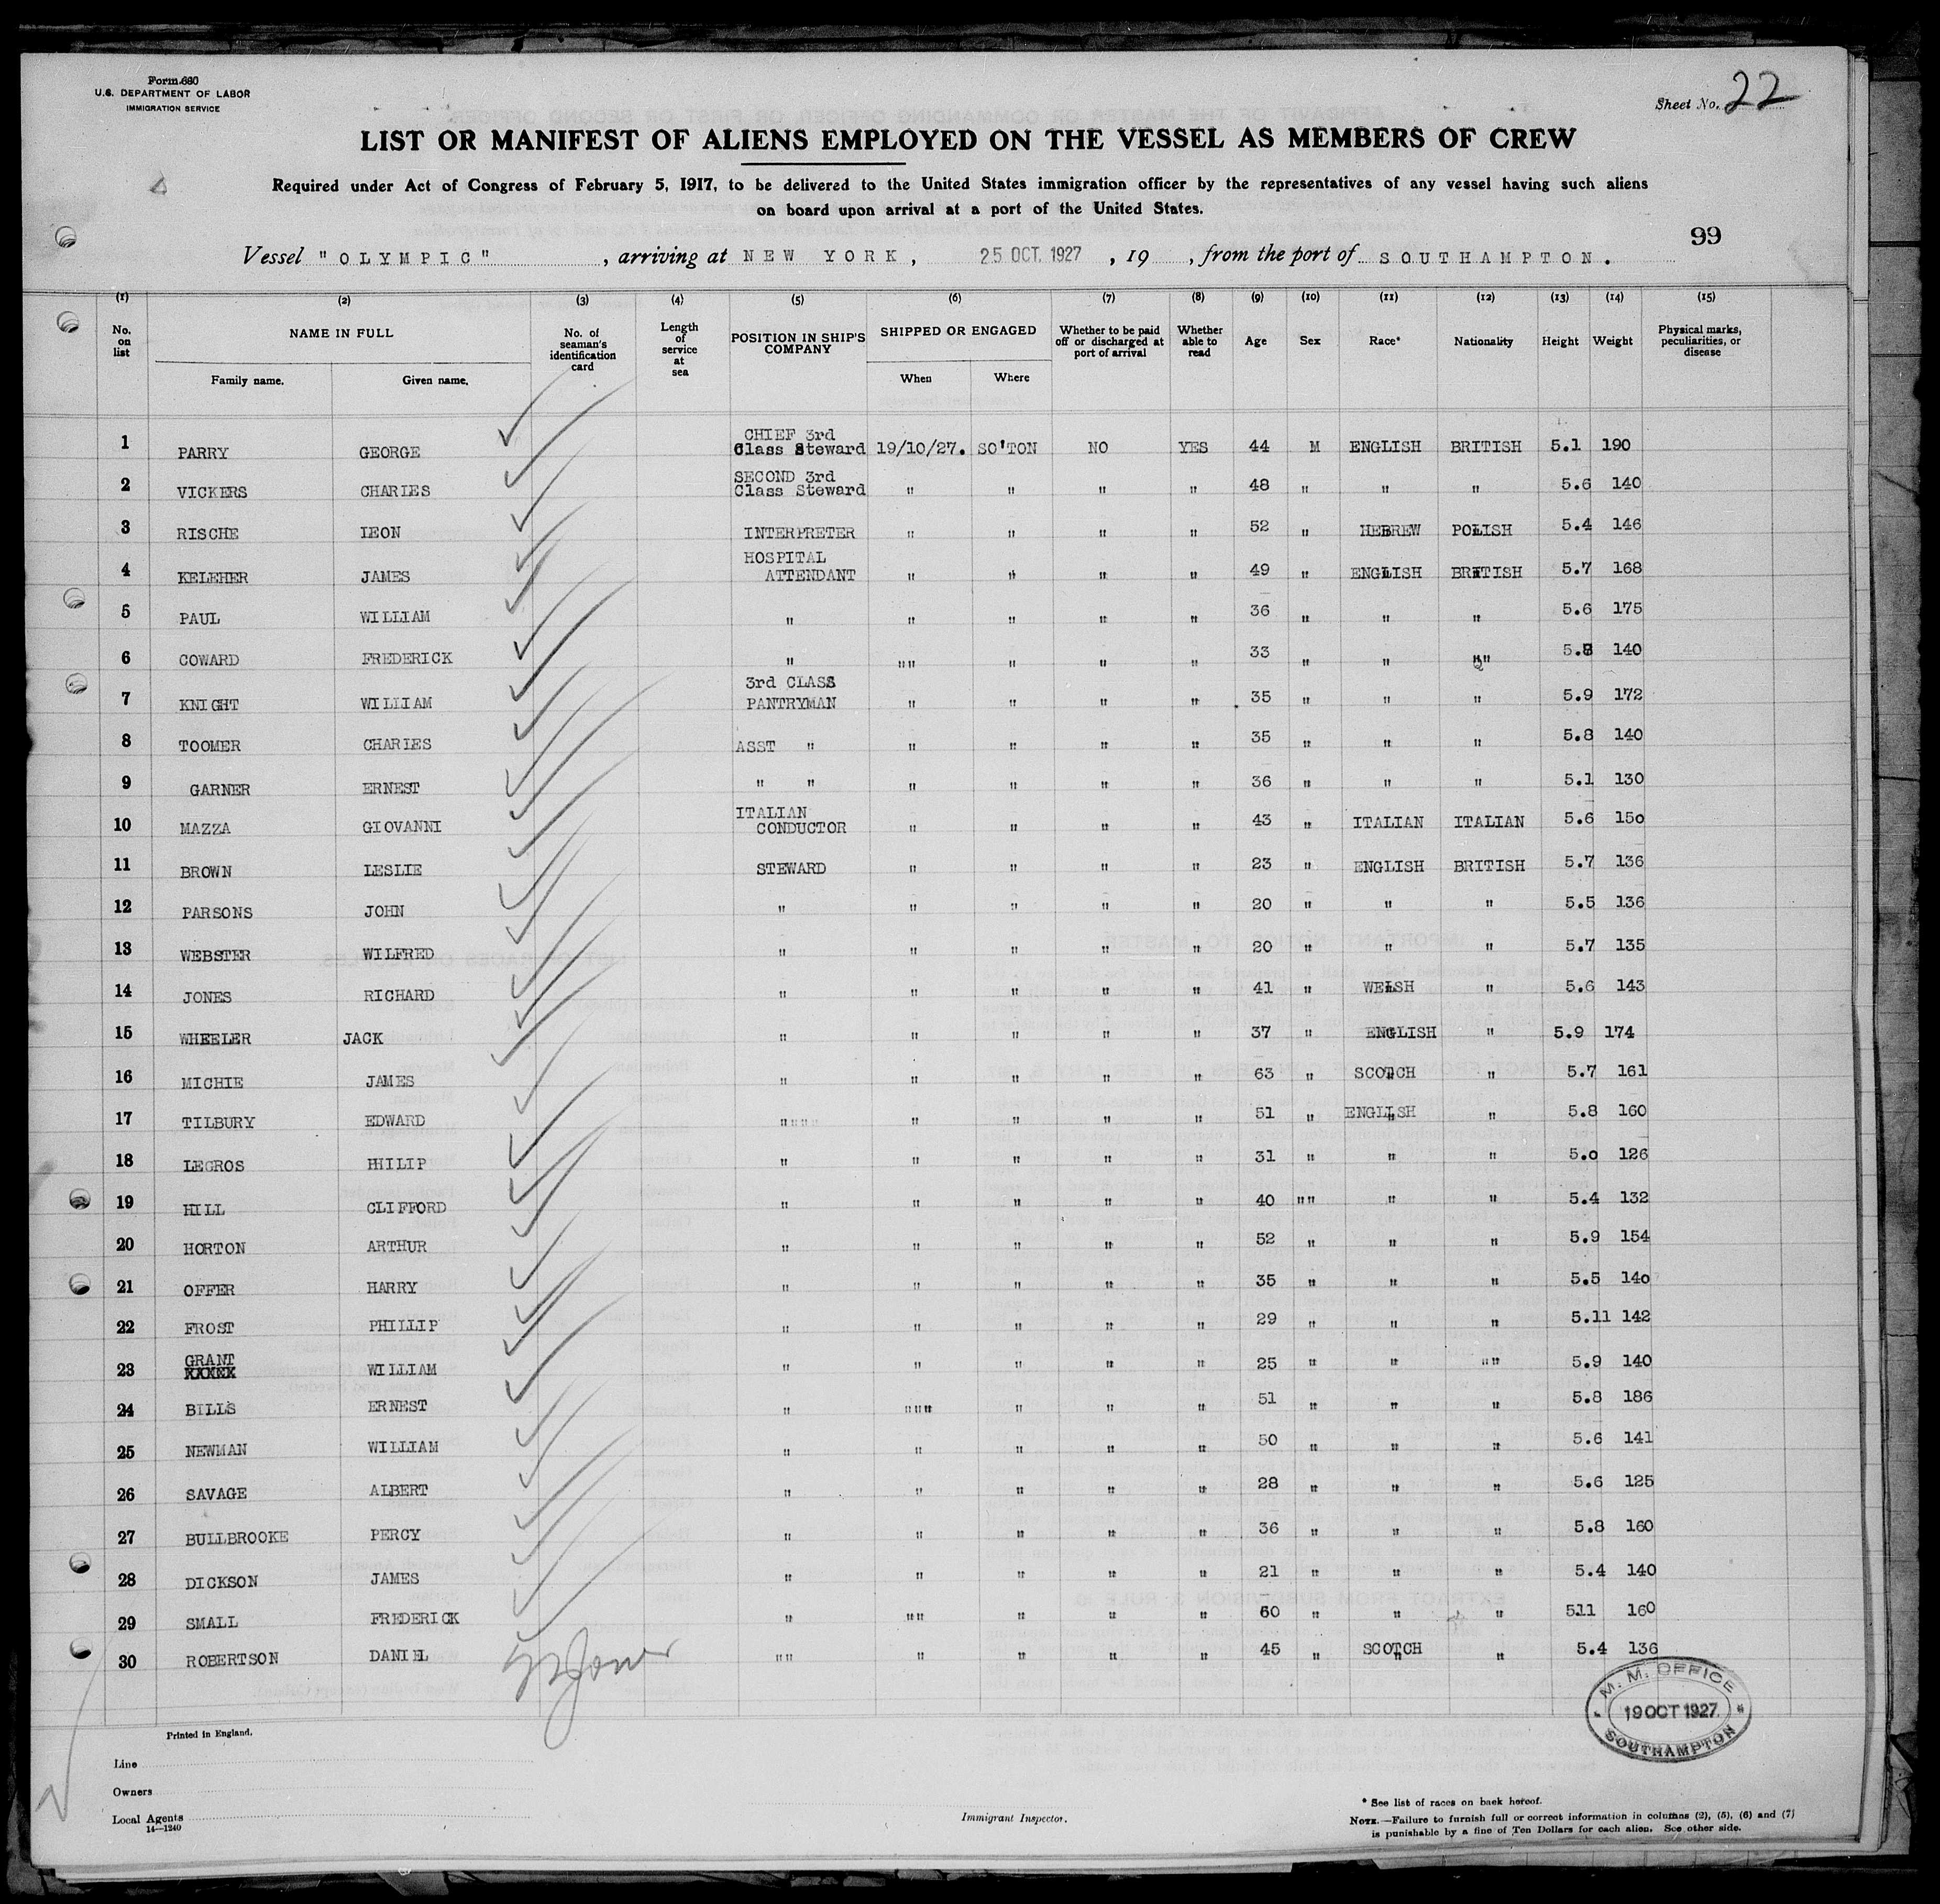 Form 680
U.S. DEPARTMENT OF LABOR
IMMIGRATION SERVICE
Sheet No. 22
LIST OR MANIFEST OF ALIENS EMPLOYED ON THE VESSEL AS MEMBERS OF CREW
Required under Act of Congress of February 5, 1917, to be delivered to the United States immigration officer by the representatives of any vessel having such aliens
on board upon arrival at a port of the United States.
99
Vessel "OLYMPIC", arriving at NEW YORK, 25 OCT. 1927, 19 , from the port of SOUTHAMPTON.
(1) (2) (3) (4) (5) (6) (7) (8) (9) (10) (11) (12) (13) (14) (15)
No. on list NAME IN FULL Family name. Given name. No. of seaman's identification card Length of service at sea POSITION IN SHIP'S COMPANY SHIPPED OR ENGAGED When Where Whether to be paid off or discharged at port of arrival Whether able to read Age Sex Race* Nationality Height Weight Physical marks, peculiarities, or disease
1 PARRY GEORGE CHIEF 3rd Class Steward 19/10/27. SO'TON NO YES 44 M ENGLISH BRITISH 5.1 190
2 VICKERS CHARLES SECOND 3rd Class Steward " " " " 48 " " " 5.6 140
3 RISCHE LEON INTERPRETER " " " " 52 " HEBREW POLISH 5.4 146
4 KELEHER JAMES HOSPITAL ATTENDANT " " " " 49 " ENGLISH BRITISH 5.7 168
5 PAUL WILLIAM " " " " " 36 " " " 5.6 175
6 COWARD FREDERICK " "" " " " 33 " " "" 140
7 KNIGHT WILLIAM 3rd CLASS PANTRYMAN " " " " 35 " " " 5.9 172
8 TOOMER CHARLES ASST " " " " " 35 " " " 5.8 140
9 GARNER ERNEST " " " " " " 36 " " " 5.1 130
10 MAZZA GIOVANNI ITALIAN CONDUCTOR " " " " 43 " ITALIAN ITALIAN 5.6 150
11 BROWN LESLIE STEWARD " " " " 23 " ENGLISH BRITISH 5.7 136
12 PARSONS JOHN " " " " " 20 " " " 5.5 136
13 WEBSTER WILFRED " " " " " 20 " " " 5.7 135
14 JONES RICHARD " " " " " 41 " WELSH " 5.6 143
15 WHEELER JACK " " " " " 37 " ENGLISH " 5.9 174
16 MICHIE JAMES " " " " " 63 " SCOTCH " 5.7 161
17 TILBURY EDWARD """" " " " " 51 " ENGLISH " 5.8 160
18 LEGROS PHILIP " " " " " 31 " " " 5.0 126
19 HILL CLIFFORD " " " " " 40 "" " " 5.4 132
20 HORTON ARTHUR " " " " " 52 " " " 5.9 154
21 OFFER HARRY " " " " " 35 " " " 5.5 140
22 FROST PHILLIP " " " " " 29 " " " 5.11 142
23 GRANT WILLIAM " " " " " 25 " " "" 5.9 140
24 BILLS ERNEST " """ " " " 51 " " " 5.8 186
25 NEWMAN WILLIAM " " " " " 50 " " " 5.6 141
26 SAVAGE ALBERT " " " " " 28 " " " 5.6 125
27 BULLBROOKE PERCY " " " " " 36 " " " 5.8 160
28 DICKSON JAMES " " " " " 21 " " " 5.4 140
29 SMALL FREDERICK " "" " " " 60 " " " 511 160
30 ROBERTSON DANIEL "" " " " " 45 " SCOTCH " 5.4 136
M. M. OFFICE
19 OCT 1927
SOUTHAMPTON
Printed in England.
Line
Owners
Local Agents
14—1240
Immigrant Inspector.
* See list of races on back hereof.
NOTE.—Failure to furnish full or correct information in columns (2), (5), (6) and (7)
is punishable by a fine of Ten Dollars for each alien. See other side.